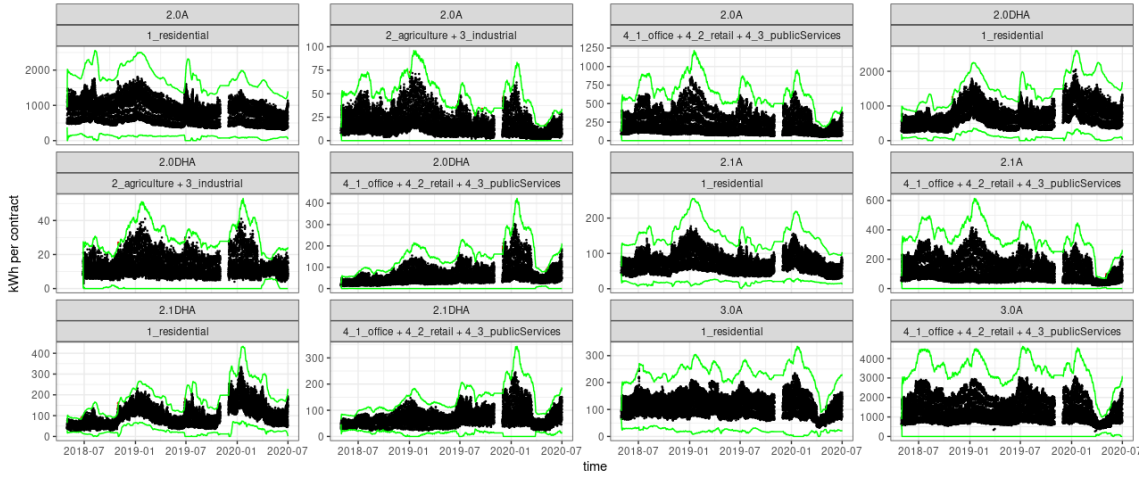 2.0A
1_residential
2000
1000
0
2.0A
2_agriculture + 3_industrial
100
75
50
25
0
2.0A
4_1_office + 4_2_retail + 4_3_publicServices
1250
1000
750
500
250
0
2.0DHA
1_residential
2000
1000
0
2.0DHA
2_agriculture + 3_industrial
40
20
0
2.0DHA
4_1_office + 4_2_retail + 4_3_publicServices
400
300
200
100
0
2.1A
1_residential
200
100
0
2.1A
4_1_office + 4_2_retail + 4_3_publicServices
600
400
200
0
2.1DHA
1_residential
400
300
200
100
0
2018-07 2019-01 2019-07 2020-01 2020-07
2.1DHA
4_1_office + 4_2_retail + 4_3_publicServices
300
200
100
0
2018-07 2019-01 2019-07 2020-01 2020-07
3.0A
1_residential
300
200
100
0
2018-07 2019-01 2019-07 2020-01 2020-07
3.0A
4_1_office + 4_2_retail + 4_3_publicServices
4000
3000
2000
1000
0
2018-07 2019-01 2019-07 2020-01 2020-07
kWh per contract
time